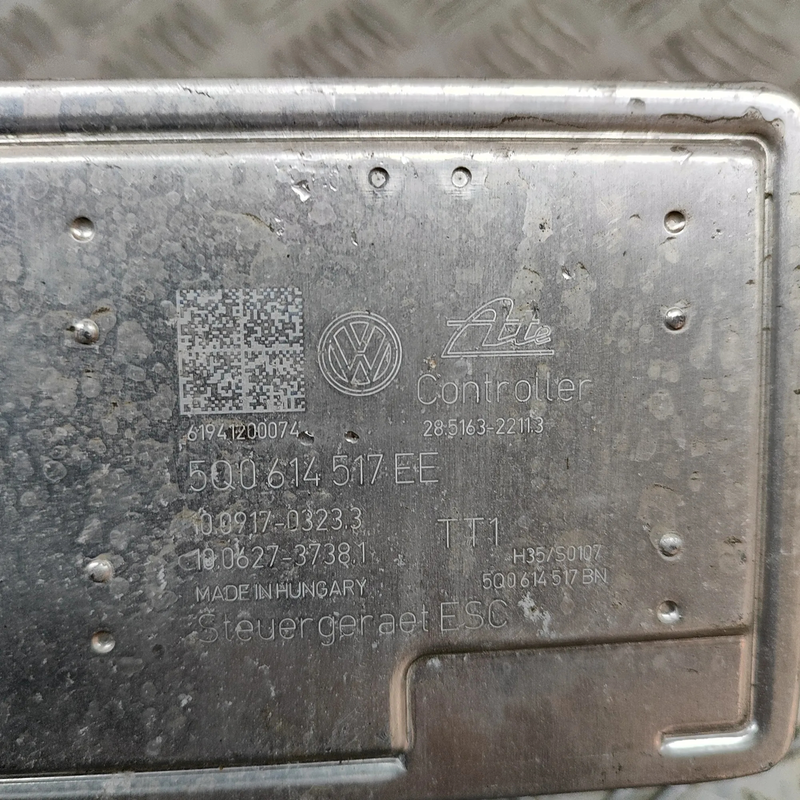 VW
Ate
Controller
61941200074
28.5163-2211.3
5Q0 614 517 EE
10.0917-0323.3
TT1
10.0627-3738.1
H35/S0107
5Q0 614 517 BN
MADE IN HUNGARY
Steuergeraet ESC